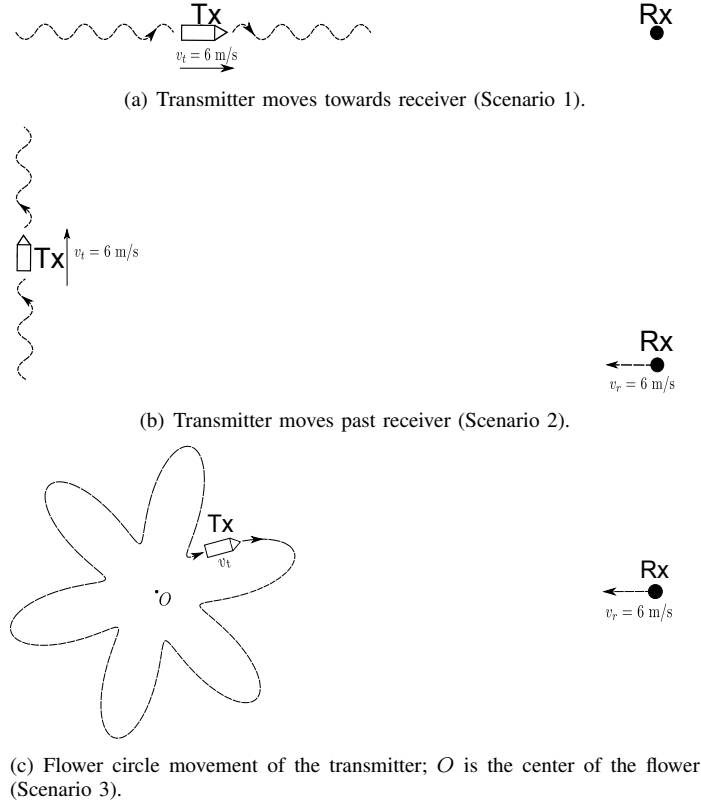 Tx
Rx
v_t = 6 m/s
(a) Transmitter moves towards receiver (Scenario 1).
Tx
v_t = 6 m/s
Rx
v_r = 6 m/s
(b) Transmitter moves past receiver (Scenario 2).
Tx
v_t
O
Rx
v_r = 6 m/s
(c) Flower circle movement of the transmitter; O is the center of the flower
(Scenario 3).